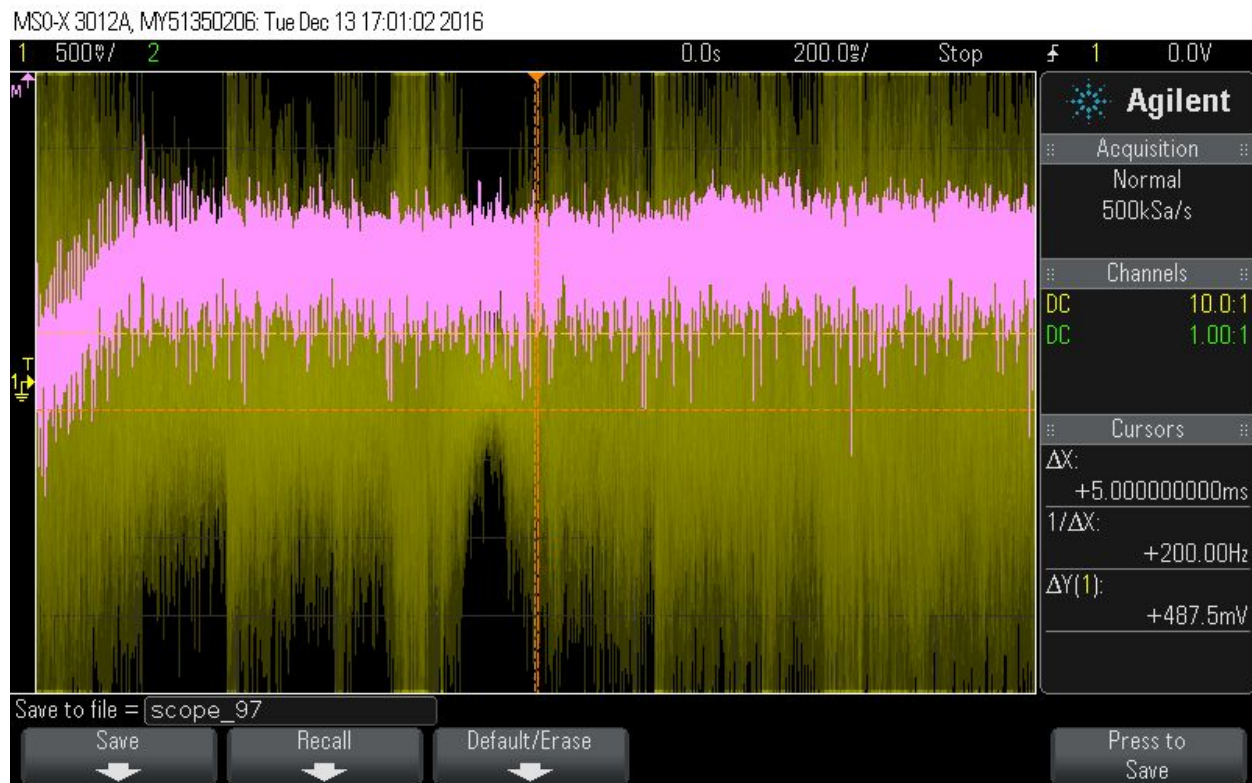 MSO-X 3012A, MY51350206: Tue Dec 13 17:01:02 2016
1 500mV/ 2 0.0s 200.0ms/ Stop 1 0.0V
M
T
1
Agilent
Acquisition
Normal
500kSa/s
Channels
DC 10.0:1
DC 1.00:1
Cursors
ΔX:
+5.000000000ms
1/ΔX:
+200.00Hz
ΔY(1):
+487.5mV
Save to file = scope_97
Save
Recall
Default/Erase
Press to
Save